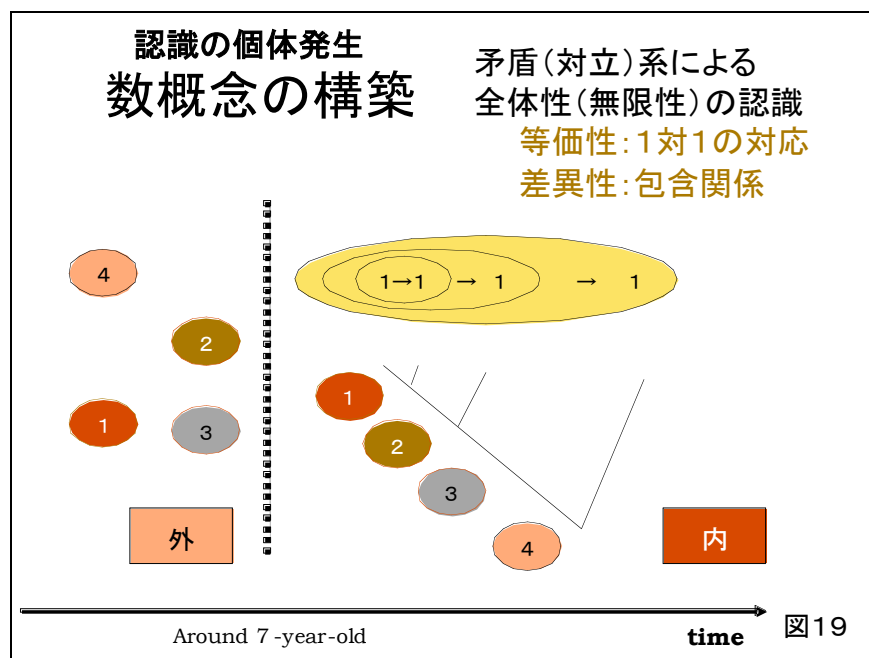 認識の個体発生
数概念の構築
矛盾(対立)系による
全体性(無限性)の認識
等価性:1対1の対応
差異性:包含関係
4
2
1
3
1→1 → 1 → 1
1
2
3
4
外
内
Around 7 -year-old
time
図19